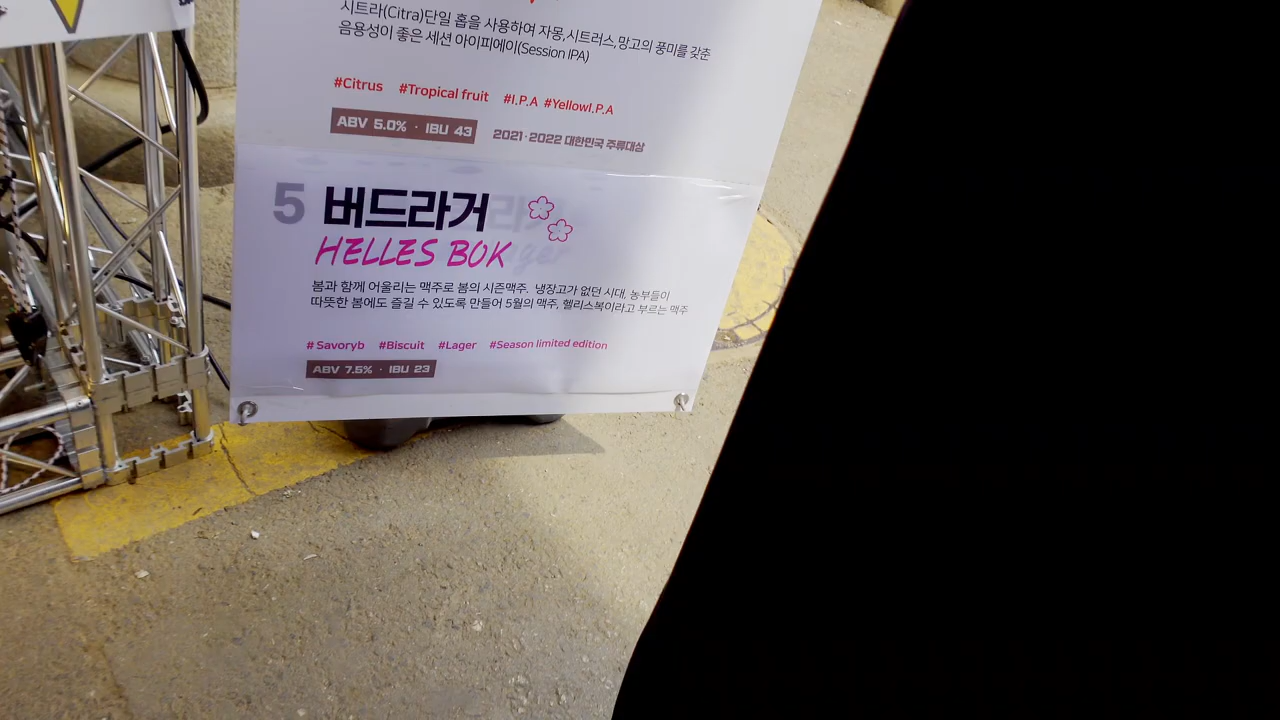 시트라(Citra)단일 홉을 사용하여 자몽,시트러스,망고의 풍미를 갖춘
음용성이 좋은 세션 아이피에이(Session IPA)
#Citrus #Tropical fruit #I.P.A #YellowI.P.A
ABV 5.0% · IBU 43 2021·2022 대한민국 주류대상
5 버드라거
HELLES BOK
봄과 함께 어울리는 맥주로 봄의 시즌맥주. 냉장고가 없던 시대, 농부들이
따뜻한 봄에도 즐길 수 있도록 만들어 5월의 맥주, 헬리스복이라고 부르는 맥주
# Savoryb #Biscuit #Lager #Season limited edition
ABV 7.5% · IBU 23